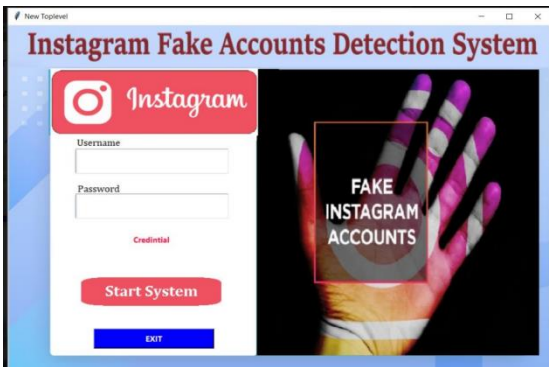 New Toplevel
Instagram Fake Accounts Detection System
Instagram
Username
Password
Credintial
Start System
EXIT
FAKE
INSTAGRAM
ACCOUNTS